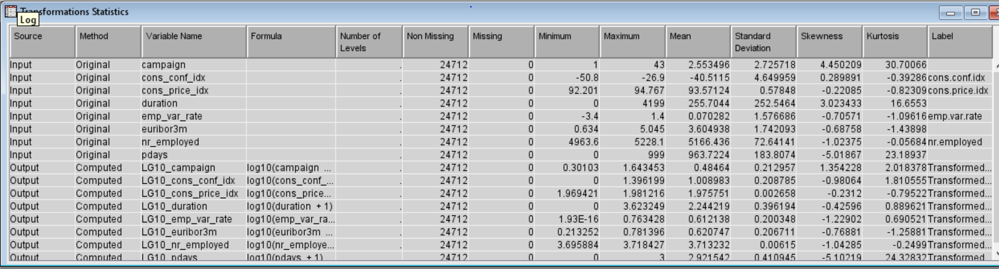 Transformations Statistics
Log
Source Method Variable Name Formula Number of Levels Non Missing Missing Minimum Maximum Mean Standard Deviation Skewness Kurtosis Label
Input Original campaign . 24712 0 1 43 2.553496 2.725718 4.450209 30.70066
Input Original cons_conf_idx . 24712 0 -50.8 -26.9 -40.5115 4.649959 0.289891 -0.39286 cons.conf.idx
Input Original cons_price_idx . 24712 0 92.201 94.767 93.57124 0.57848 -0.22085 -0.82309 cons.price.idx
Input Original duration . 24712 0 0 4199 255.7044 252.5464 3.023433 16.6553
Input Original emp_var_rate . 24712 0 -3.4 1.4 0.070282 1.576686 -0.70571 -1.09616 emp.var.rate
Input Original euribor3m . 24712 0 0.634 5.045 3.604938 1.742093 -0.68758 -1.43898
Input Original nr_employed . 24712 0 4963.6 5228.1 5166.436 72.64141 -1.02375 -0.05684 nr.employed
Input Original pdays . 24712 0 0 999 963.7224 183.8074 -5.01867 23.18937
Output Computed LG10_campaign log10(campaign ... . 24712 0 0.30103 1.643453 0.48464 0.212957 1.354228 2.018378 Transformed...
Output Computed LG10_cons_conf_idx log10(cons_conf_... . 24712 0 0 1.396199 1.008983 0.208785 -0.98064 1.810555 Transformed...
Output Computed LG10_cons_price_idx log10(cons_price... . 24712 0 1.969421 1.981216 1.975751 0.002658 -0.2312 -0.79522 Transformed...
Output Computed LG10_duration log10(duration + 1) . 24712 0 0 3.623249 2.244219 0.396194 -0.42596 0.889621 Transformed...
Output Computed LG10_emp_var_rate log10(emp_var_ra... . 24712 0 1.93E-16 0.763428 0.612138 0.200348 -1.22902 0.690521 Transformed...
Output Computed LG10_euribor3m log10(euribor3m ... . 24712 0 0.213252 0.781396 0.620747 0.206711 -0.76881 -1.25881 Transformed...
Output Computed LG10_nr_employed log10(nr_employe... . 24712 0 3.695884 3.718427 3.713232 0.00615 -1.04285 -0.2499 Transformed...
Output Computed LG10_pdays log10(pdays + 1) . 24712 0 0 3 2.921542 0.410945 -5.10219 24.32832 Transformed